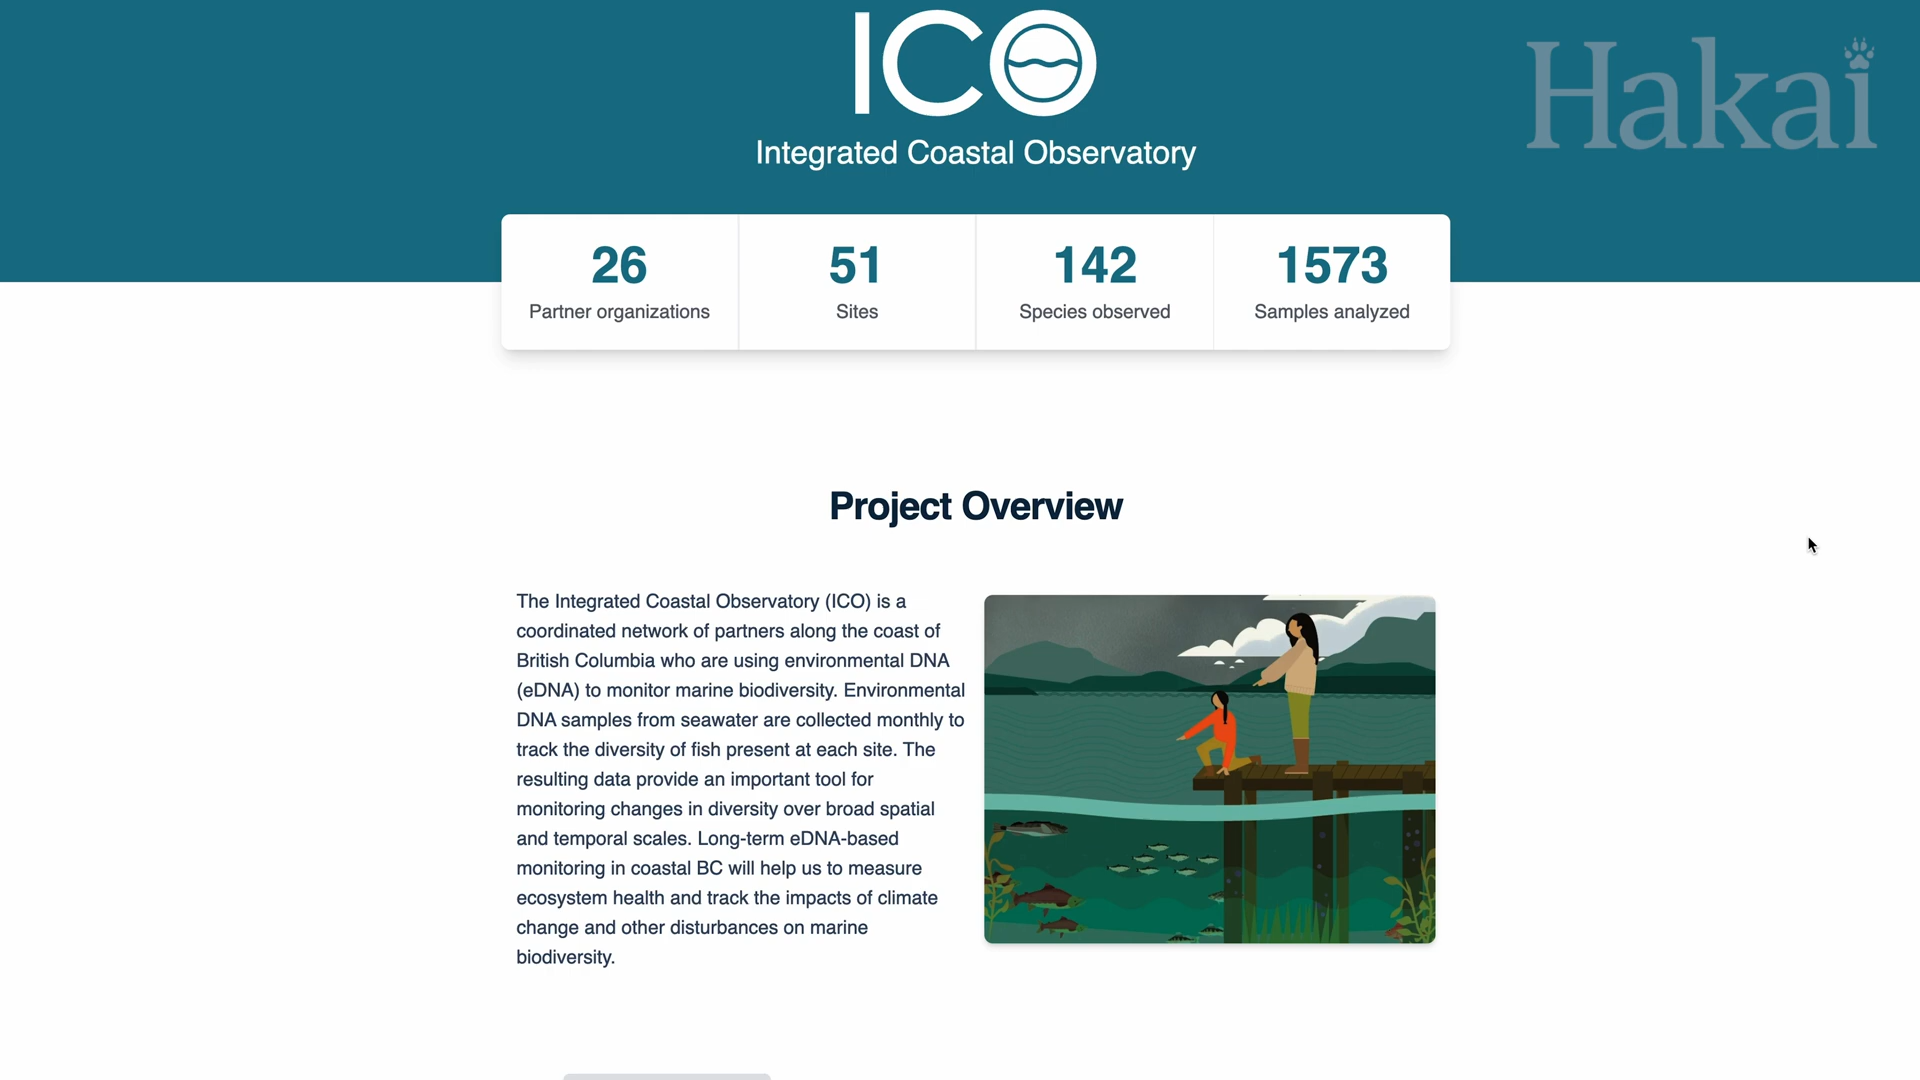 ICO
Hakai
Integrated Coastal Observatory
26
Partner organizations
51
Sites
142
Species observed
1573
Samples analyzed
Project Overview
The Integrated Coastal Observatory (ICO) is a
coordinated network of partners along the coast of
British Columbia who are using environmental DNA
(eDNA) to monitor marine biodiversity. Environmental
DNA samples from seawater are collected monthly to
track the diversity of fish present at each site. The
resulting data provide an important tool for
monitoring changes in diversity over broad spatial
and temporal scales. Long-term eDNA-based
monitoring in coastal BC will help us to measure
ecosystem health and track the impacts of climate
change and other disturbances on marine
biodiversity.